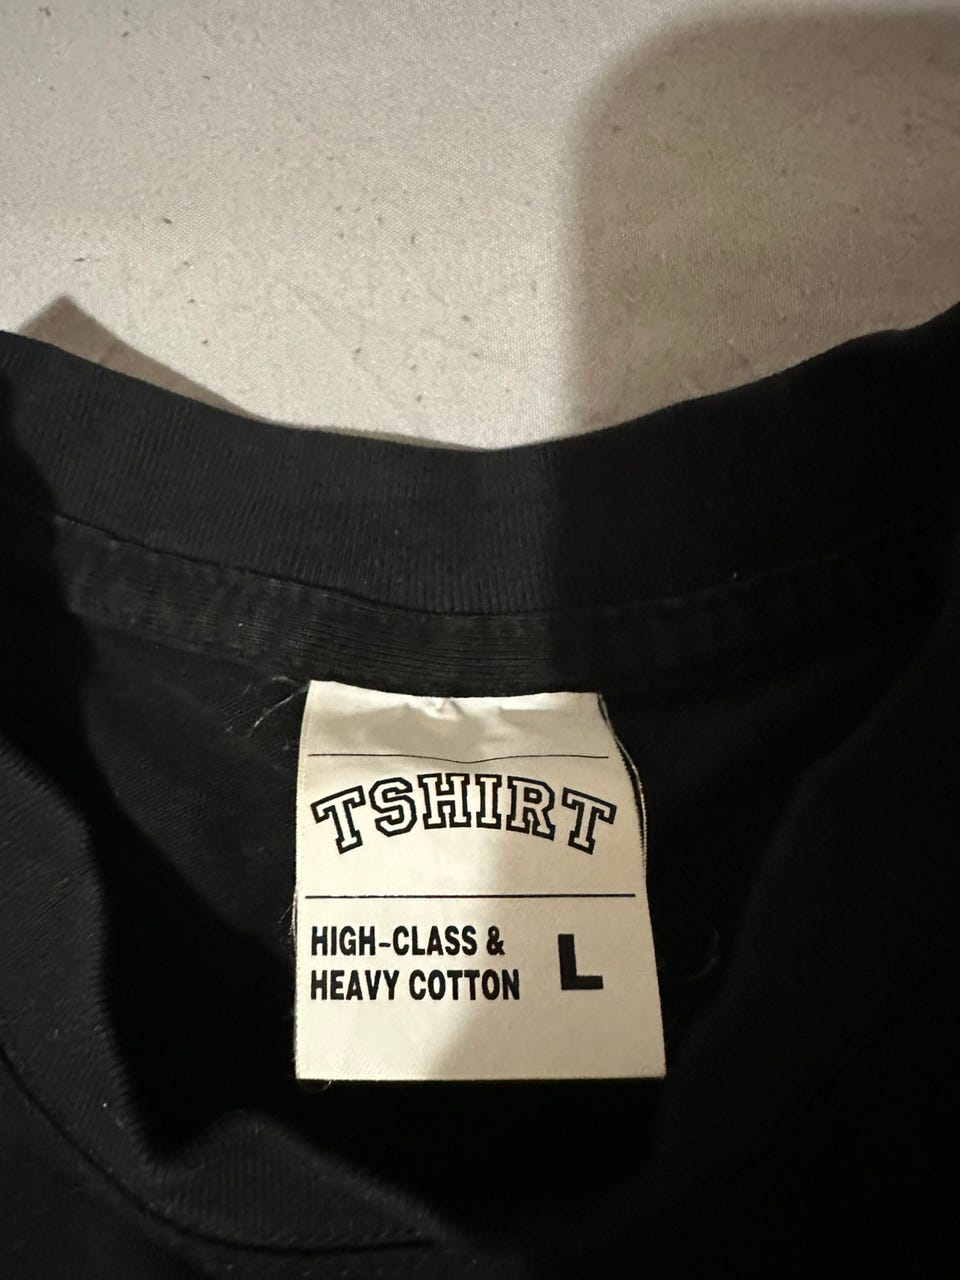 TSHIRT
HIGH-CLASS &
HEAVY COTTON
L